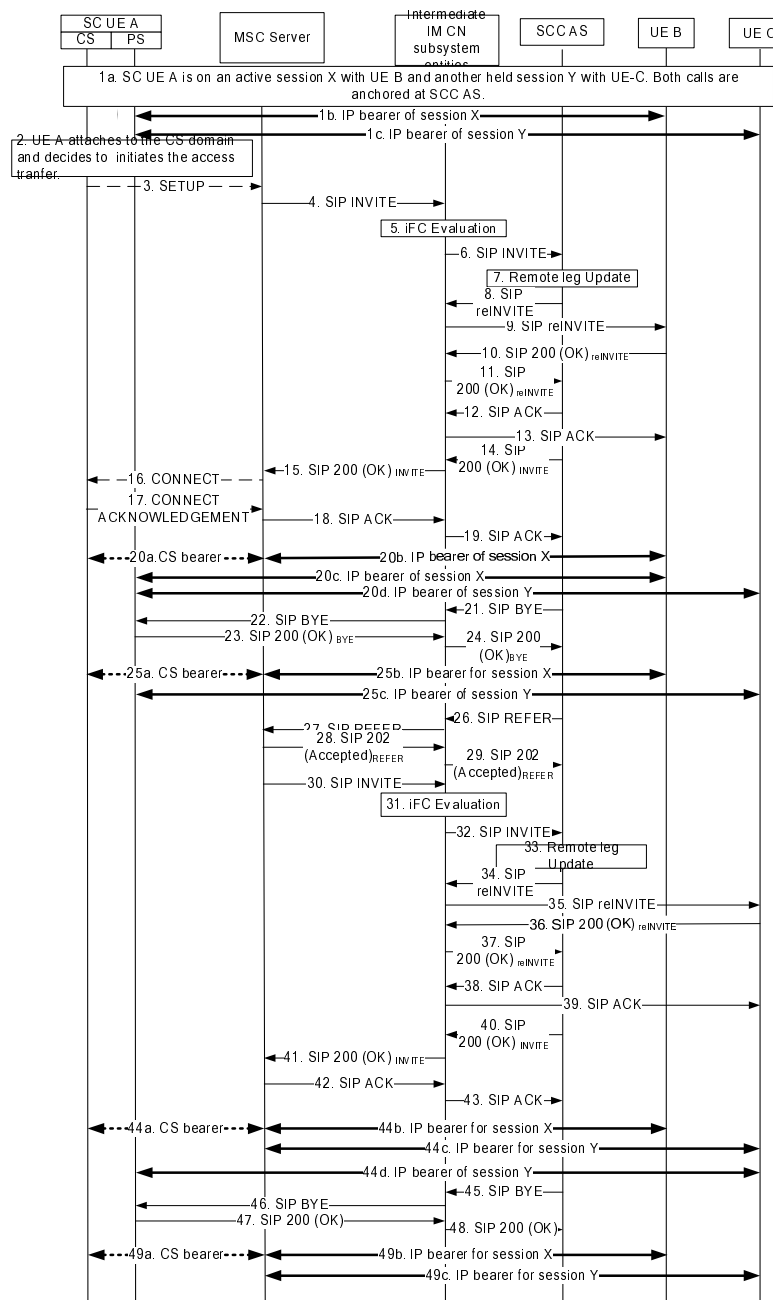 SC UE A
CS
PS
MSC Server
Intermediate
IM CN
subsystem
entities
SCC AS
UE B
UE C
1a. SC UE A is on an active session X with UE B and another held session Y with UE-C. Both calls are
anchored at SCC AS.
1b. IP bearer of session X
1c. IP bearer of session Y
2. UE A attaches to the CS domain
and decides to initiates the access
tranfer.
3. SETUP
4. SIP INVITE
5. iFC Evaluation
6. SIP INVITE
7. Remote leg Update
8. SIP
reINVITE
9. SIP reINVITE
10. SIP 200 (OK) reINVITE
11. SIP
200 (OK) reINVITE
12. SIP ACK
13. SIP ACK
14. SIP
200 (OK) INVITE
15. SIP 200 (OK) INVITE
16. CONNECT
17. CONNECT
ACKNOWLEDGEMENT
18. SIP ACK
19. SIP ACK
20a.CS bearer
20b. IP bearer of session X
20c. IP bearer of session X
20d. IP bearer of session Y
21. SIP BYE
22. SIP BYE
23. SIP 200 (OK) BYE
24. SIP 200
(OK)BYE
25a. CS bearer
25b. IP bearer for session X
25c. IP bearer of session Y
26. SIP REFER
27. SIP REFER
28. SIP 202
(Accepted)REFER
29. SIP 202
(Accepted)REFER
30. SIP INVITE
31. iFC Evaluation
32. SIP INVITE
33. Remote leg
Update
34. SIP
reINVITE
35. SIP reINVITE
36. SIP 200 (OK) reINVITE
37. SIP
200 (OK) reINVITE
38. SIP ACK
39. SIP ACK
40. SIP
200 (OK) INVITE
41. SIP 200 (OK) INVITE
42. SIP ACK
43. SIP ACK
44a. CS bearer
44b. IP bearer for session X
44c. IP bearer for session Y
44d. IP bearer of session Y
45. SIP BYE
46. SIP BYE
47. SIP 200 (OK)
48. SIP 200 (OK)
49a. CS bearer
49b. IP bearer for session X
49c. IP bearer for session Y